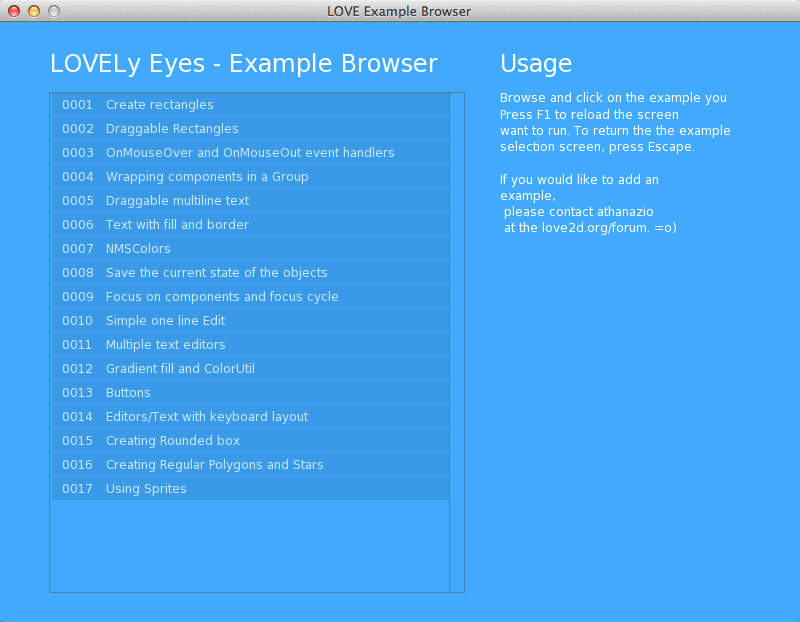 LOVE Example Browser
LOVELy Eyes - Example Browser
0001 Create rectangles
0002 Draggable Rectangles
0003 OnMouseOver and OnMouseOut event handlers
0004 Wrapping components in a Group
0005 Draggable multiline text
0006 Text with fill and border
0007 NMSColors
0008 Save the current state of the objects
0009 Focus on components and focus cycle
0010 Simple one line Edit
0011 Multiple text editors
0012 Gradient fill and ColorUtil
0013 Buttons
0014 Editors/Text with keyboard layout
0015 Creating Rounded box
0016 Creating Regular Polygons and Stars
0017 Using Sprites
Usage
Browse and click on the example you
Press F1 to reload the screen
want to run. To return the the example
selection screen, press Escape.
If you would like to add an
example,
please contact athanazio
at the love2d.org/forum. =o)